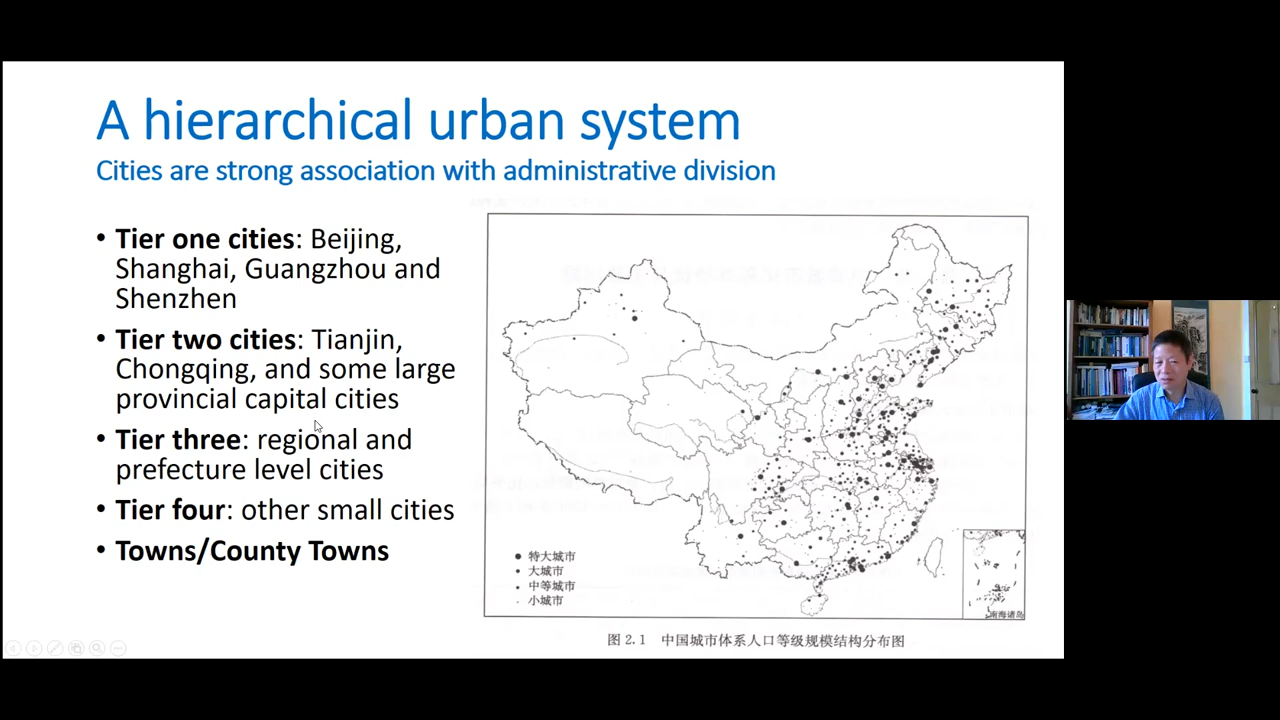 A hierarchical urban system
Cities are strong association with administrative division
• Tier one cities: Beijing,
Shanghai, Guangzhou and
Shenzhen
• Tier two cities: Tianjin,
Chongqing, and some large
provincial capital cities
• Tier three: regional and
prefecture level cities
• Tier four: other small cities
• Towns/County Towns
特大城市
大城市
中等城市
小城市
南海诸岛
图 2.1 中国城市体系人口等级规模结构分布图